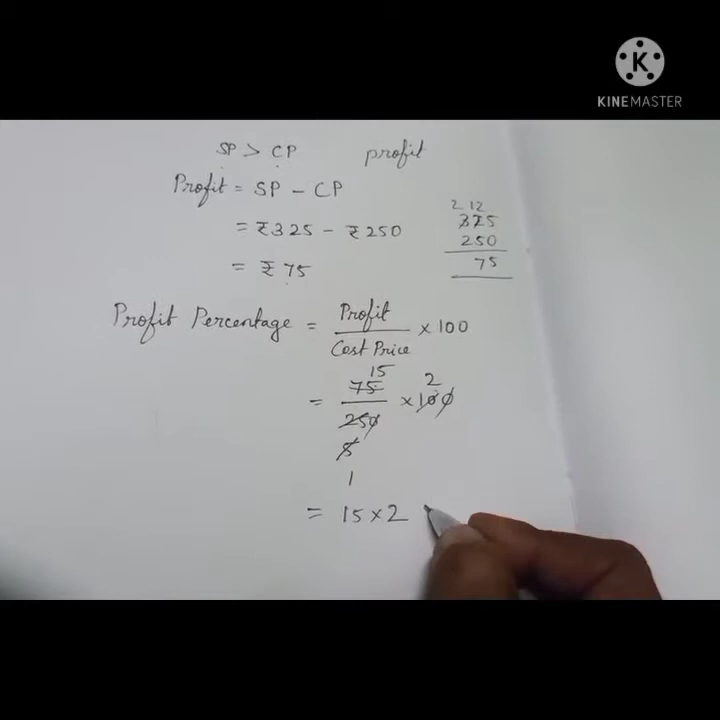 KINEMASTER
SP > CP profit
Profit = SP - CP
= ₹325 - ₹250
= ₹75
2 12
325
250
75
Profit Percentage = Profit / Cost Price × 100
15 2
= 75 / 250 × 100
5
1
= 15 × 2